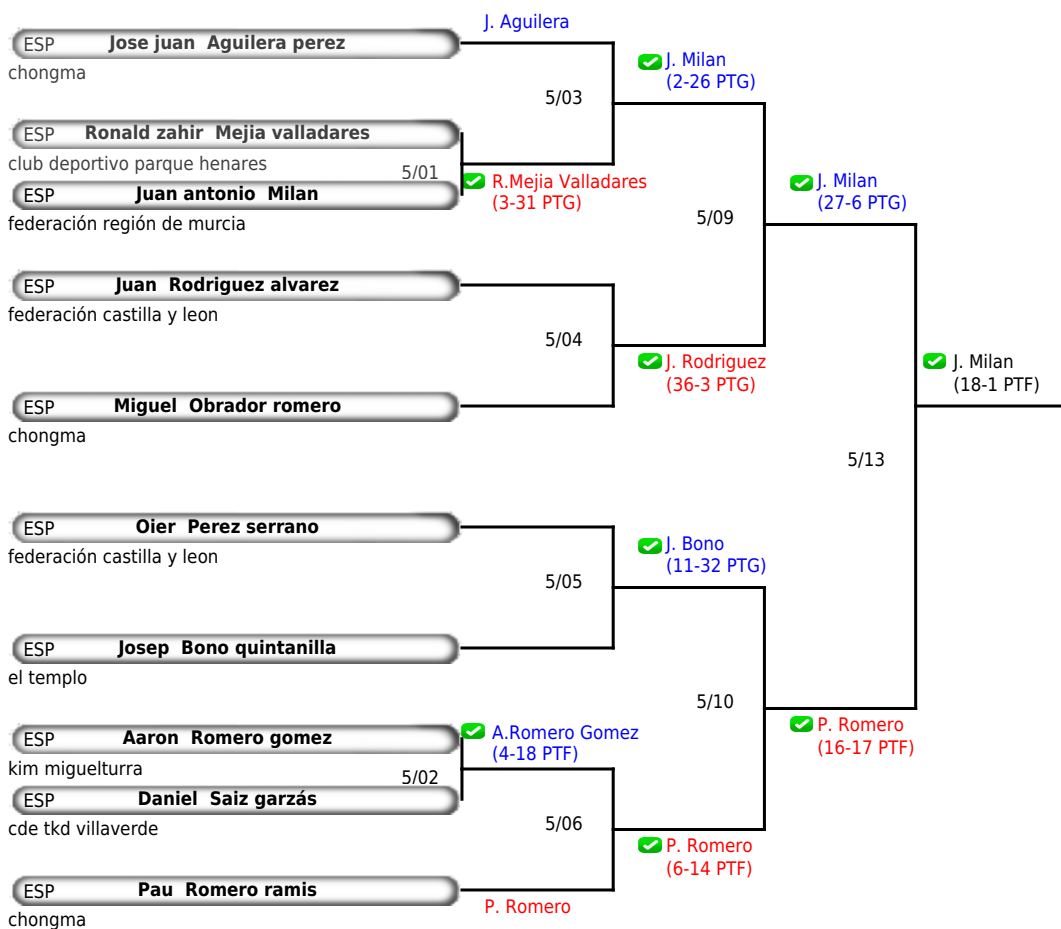 J. Aguilera
ESP Jose juan Aguilera perez
chongma
J. Milan
(2-26 PTG)
5/03
ESP Ronald zahir Mejia valladares
club deportivo parque henares
5/01
R.Mejia Valladares
(3-31 PTG)
ESP Juan antonio Milan
federación región de murcia
J. Milan
(27-6 PTG)
5/09
ESP Juan Rodriguez alvarez
federación castilla y leon
5/04
J. Rodriguez
(36-3 PTG)
J. Milan
(18-1 PTF)
ESP Miguel Obrador romero
chongma
5/13
ESP Oier Perez serrano
federación castilla y leon
J. Bono
(11-32 PTG)
5/05
ESP Josep Bono quintanilla
el templo
5/10
P. Romero
(16-17 PTF)
ESP Aaron Romero gomez
kim miguelturra
A.Romero Gomez
(4-18 PTF)
5/02
ESP Daniel Saiz garzás
cde tkd villaverde
5/06
P. Romero
(6-14 PTF)
ESP Pau Romero ramis
chongma
P. Romero